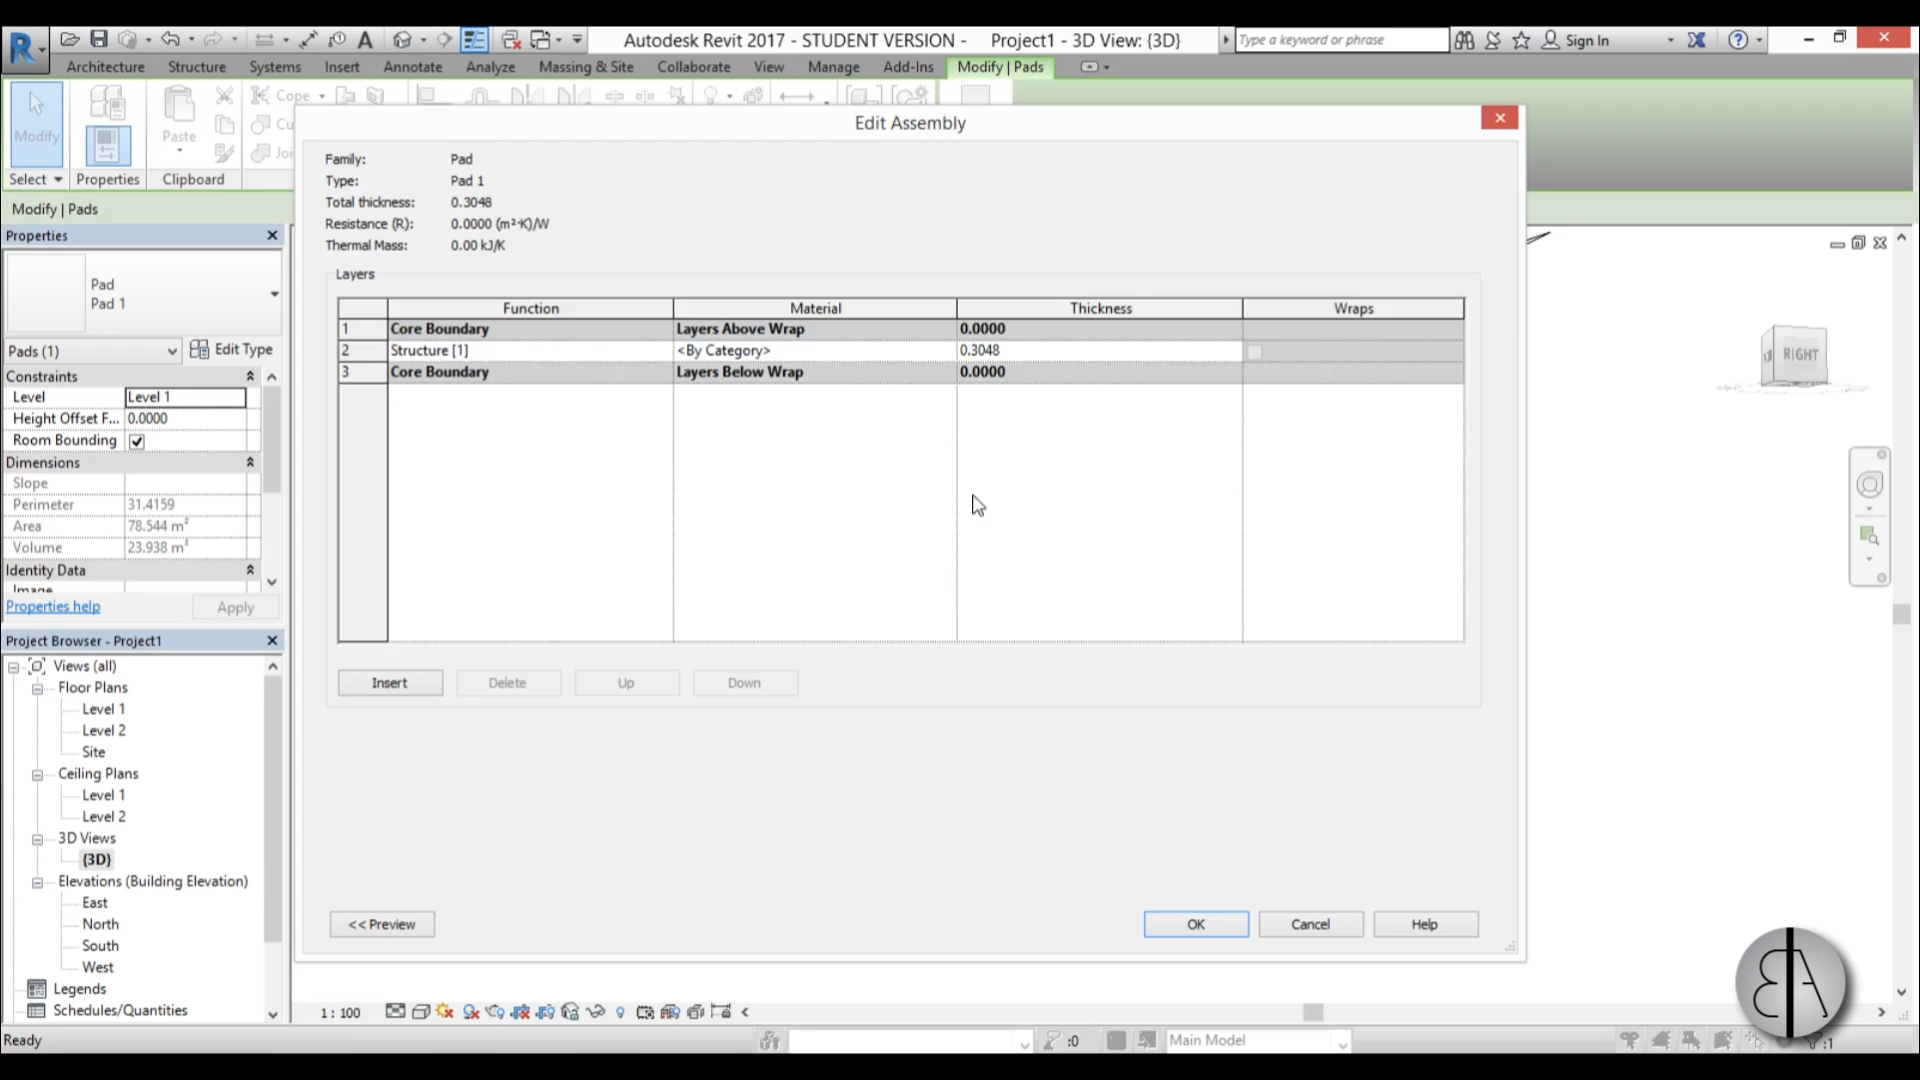 Autodesk Revit 2017 - STUDENT VERSION - Project1 - 3D View: {3D}
Type a keyword or phrase
Sign In
Architecture Structure Systems Insert Annotate Analyze Massing & Site Collaborate View Manage Add-Ins Modify | Pads
Modify
Paste
Cope
Select Properties Clipboard
Modify | Pads
Properties
Pad
Pad 1
Pads (1) Edit Type
Constraints
Level Level 1
Height Offset F... 0.0000
Room Bounding
Dimensions
Slope
Perimeter 31.4159
Area 78.544 m²
Volume 23.938 m³
Identity Data
Image
Properties help Apply
Project Browser - Project1
Views (all)
Floor Plans
Level 1
Level 2
Site
Ceiling Plans
Level 1
Level 2
3D Views
{3D}
Elevations (Building Elevation)
East
North
South
West
Legends
Schedules/Quantities
Edit Assembly
Family: Pad
Type: Pad 1
Total thickness: 0.3048
Resistance (R): 0.0000 (m²·K)/W
Thermal Mass: 0.00 kJ/K
Layers
Function Material Thickness Wraps
1 Core Boundary Layers Above Wrap 0.0000
2 Structure [1] <By Category> 0.3048
3 Core Boundary Layers Below Wrap 0.0000
Insert Delete Up Down
<< Preview OK Cancel Help
RIGHT
1 : 100
Ready
:0
Main Model
:1